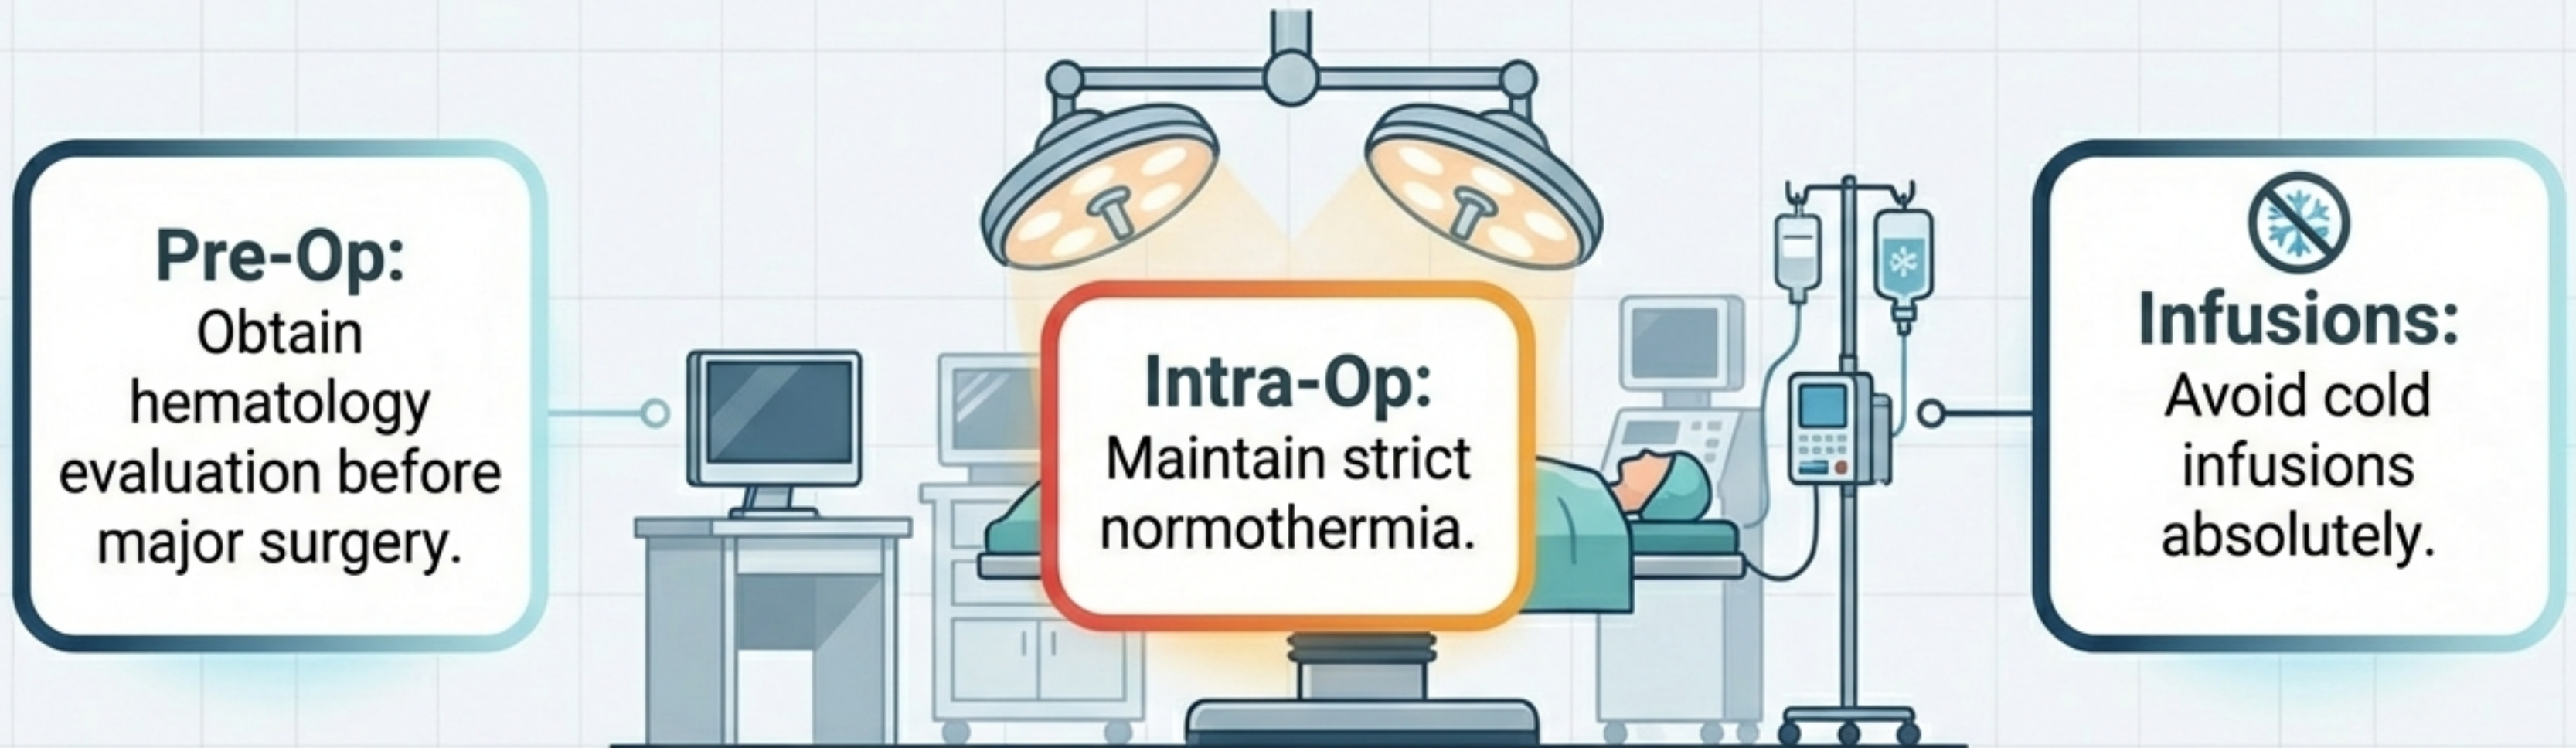 Pre-Op:
Obtain
hematology
evaluation before
major surgery.
Intra-Op:
Maintain strict
normothermia.
Infusions:
Avoid cold
infusions
absolutely.